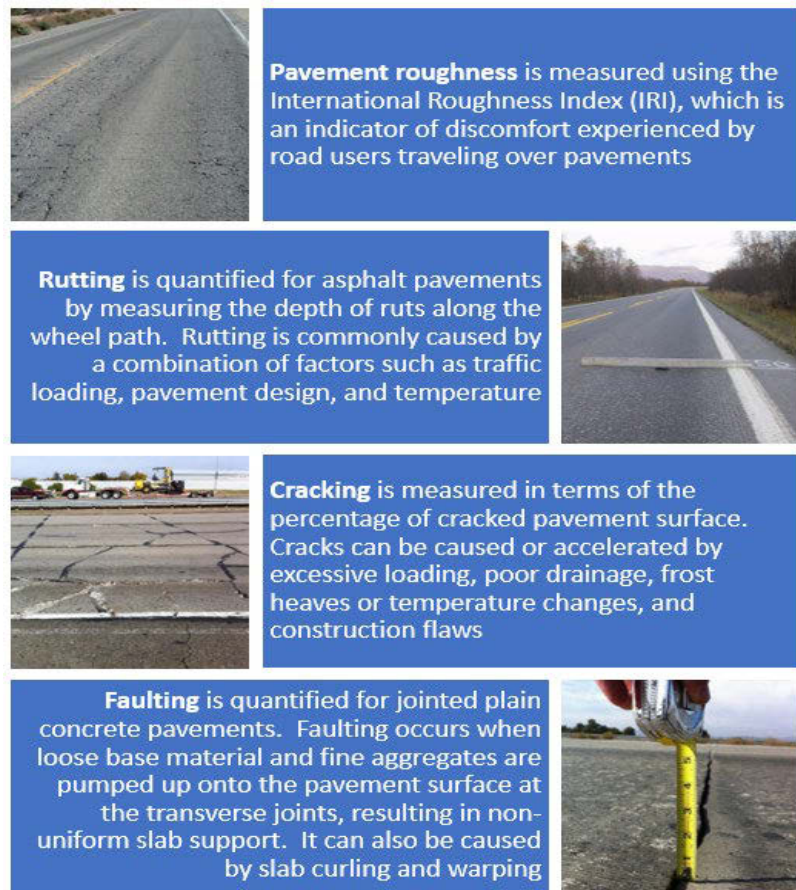 Pavement roughness is measured using the
International Roughness Index (IRI), which is
an indicator of discomfort experienced by
road users traveling over pavements
Rutting is quantified for asphalt pavements
by measuring the depth of ruts along the
wheel path.  Rutting is commonly caused by
a combination of factors such as traffic
loading, pavement design, and temperature
Cracking is measured in terms of the
percentage of cracked pavement surface.
Cracks can be caused or accelerated by
excessive loading, poor drainage, frost
heaves or temperature changes, and
construction flaws
Faulting is quantified for jointed plain
concrete pavements.  Faulting occurs when
loose base material and fine aggregates are
pumped up onto the pavement surface at
the transverse joints, resulting in non-
uniform slab support.  It can also be caused
by slab curling and warping
5
4
3
2
1